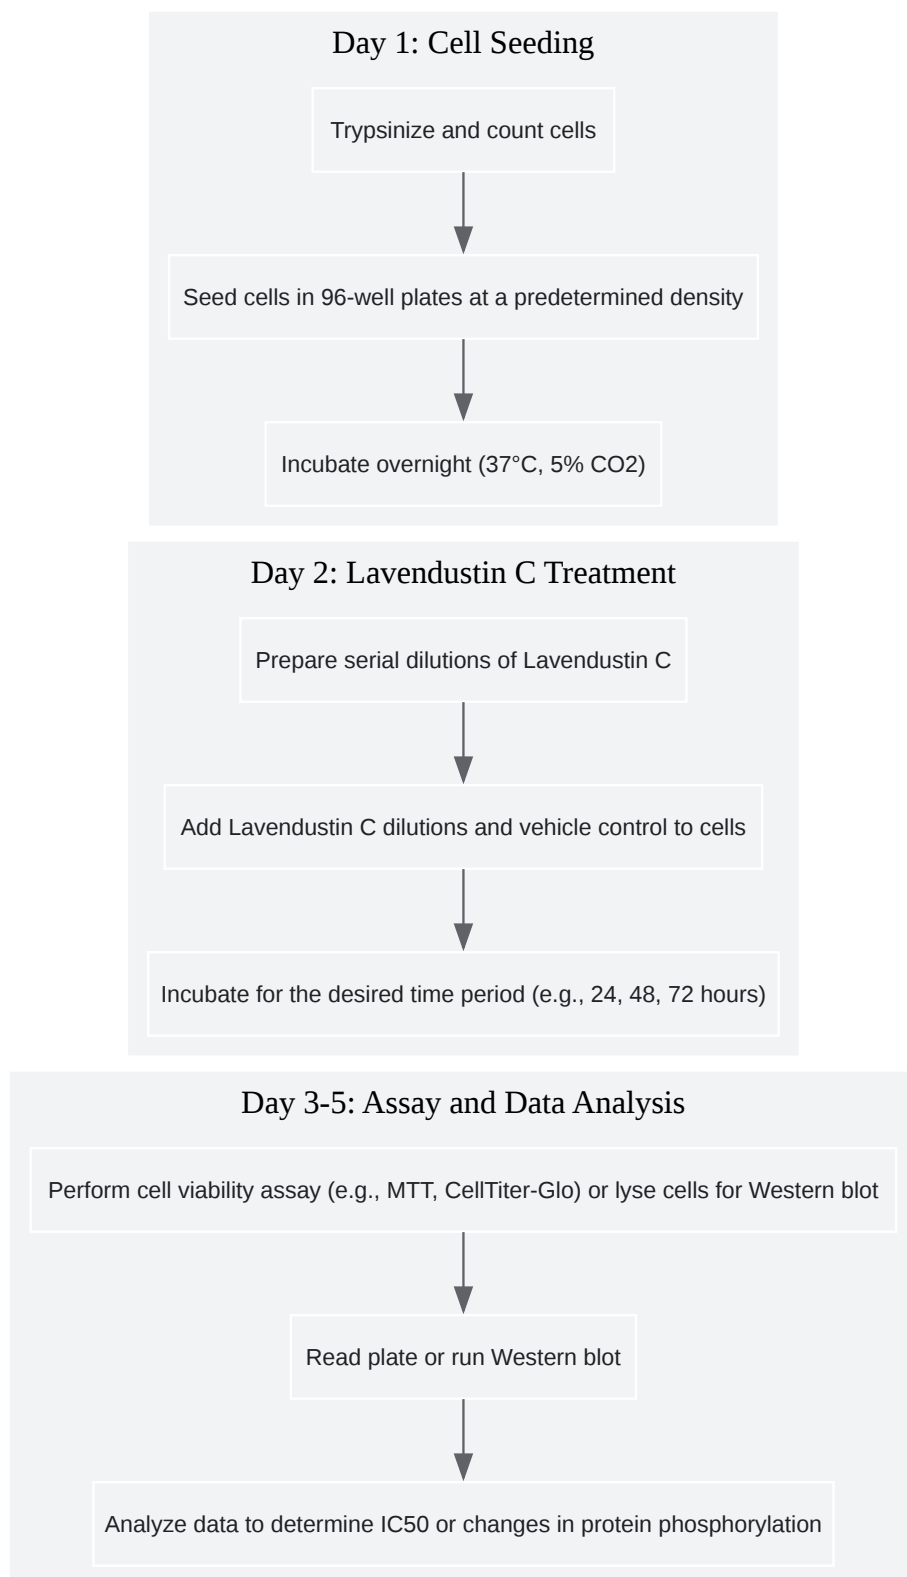 Day 1: Cell Seeding
Trypsinize and count cells
Seed cells in 96-well plates at a predetermined density
Incubate overnight (37°C, 5% CO2)
Day 2: Lavendustin C Treatment
Prepare serial dilutions of Lavendustin C
Add Lavendustin C dilutions and vehicle control to cells
Incubate for the desired time period (e.g., 24, 48, 72 hours)
Day 3-5: Assay and Data Analysis
Perform cell viability assay (e.g., MTT, CellTiter-Glo) or lyse cells for Western blot
Read plate or run Western blot
Analyze data to determine IC50 or changes in protein phosphorylation